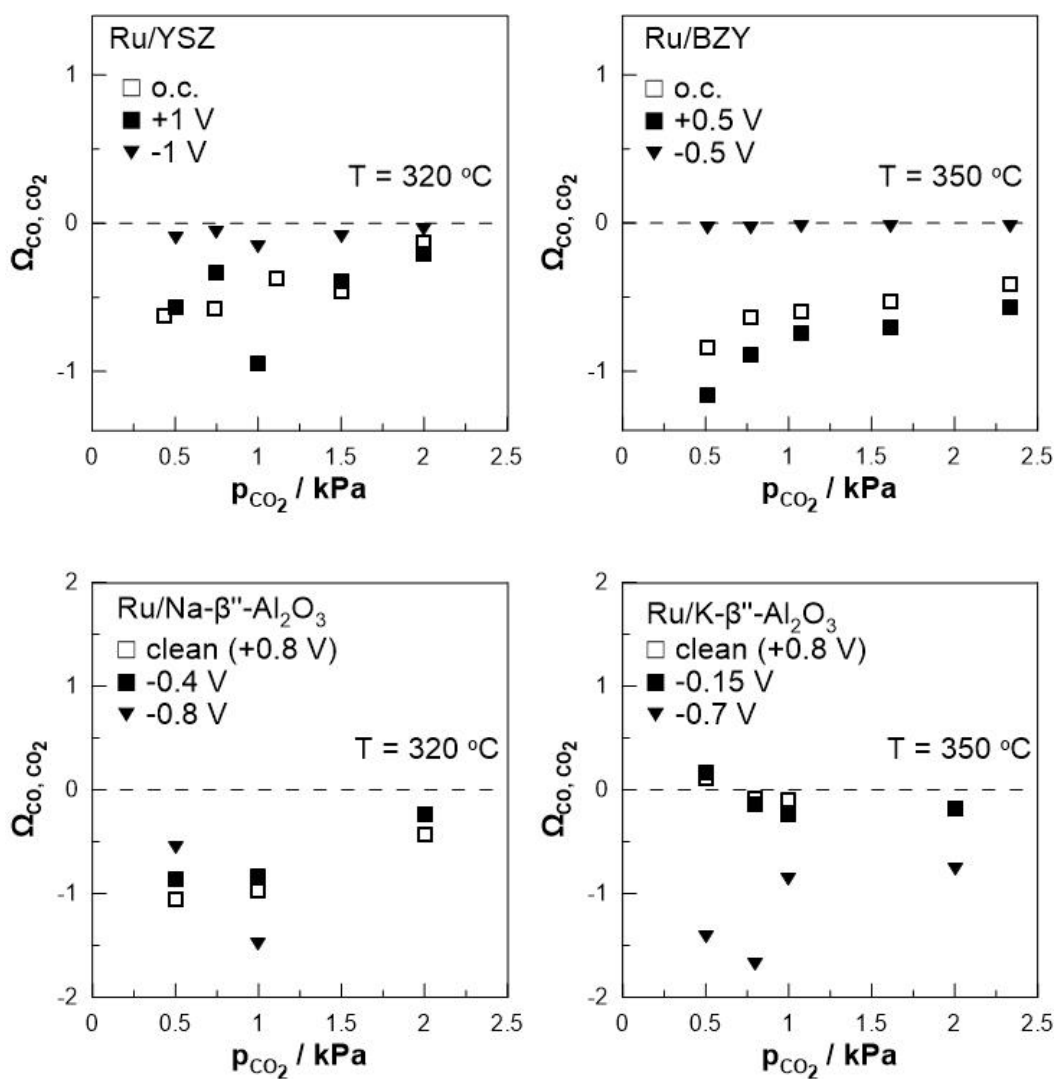 Ru/YSZ
o.c.
+1 V
-1 V
T = 320 °C
1
0
-1
Ω_CO, CO₂
0 0.5 1 1.5 2 2.5
p_CO₂ / kPa
Ru/BZY
o.c.
+0.5 V
-0.5 V
T = 350 °C
1
0
-1
Ω_CO, CO₂
0 0.5 1 1.5 2 2.5
p_CO₂ / kPa
Ru/Na-β"-Al₂O₃
clean (+0.8 V)
-0.4 V
-0.8 V
T = 320 °C
2
1
0
-1
-2
Ω_CO, CO₂
0 0.5 1 1.5 2 2.5
p_CO₂ / kPa
Ru/K-β"-Al₂O₃
clean (+0.8 V)
-0.15 V
-0.7 V
T = 350 °C
2
1
0
-1
-2
Ω_CO, CO₂
0 0.5 1 1.5 2 2.5
p_CO₂ / kPa